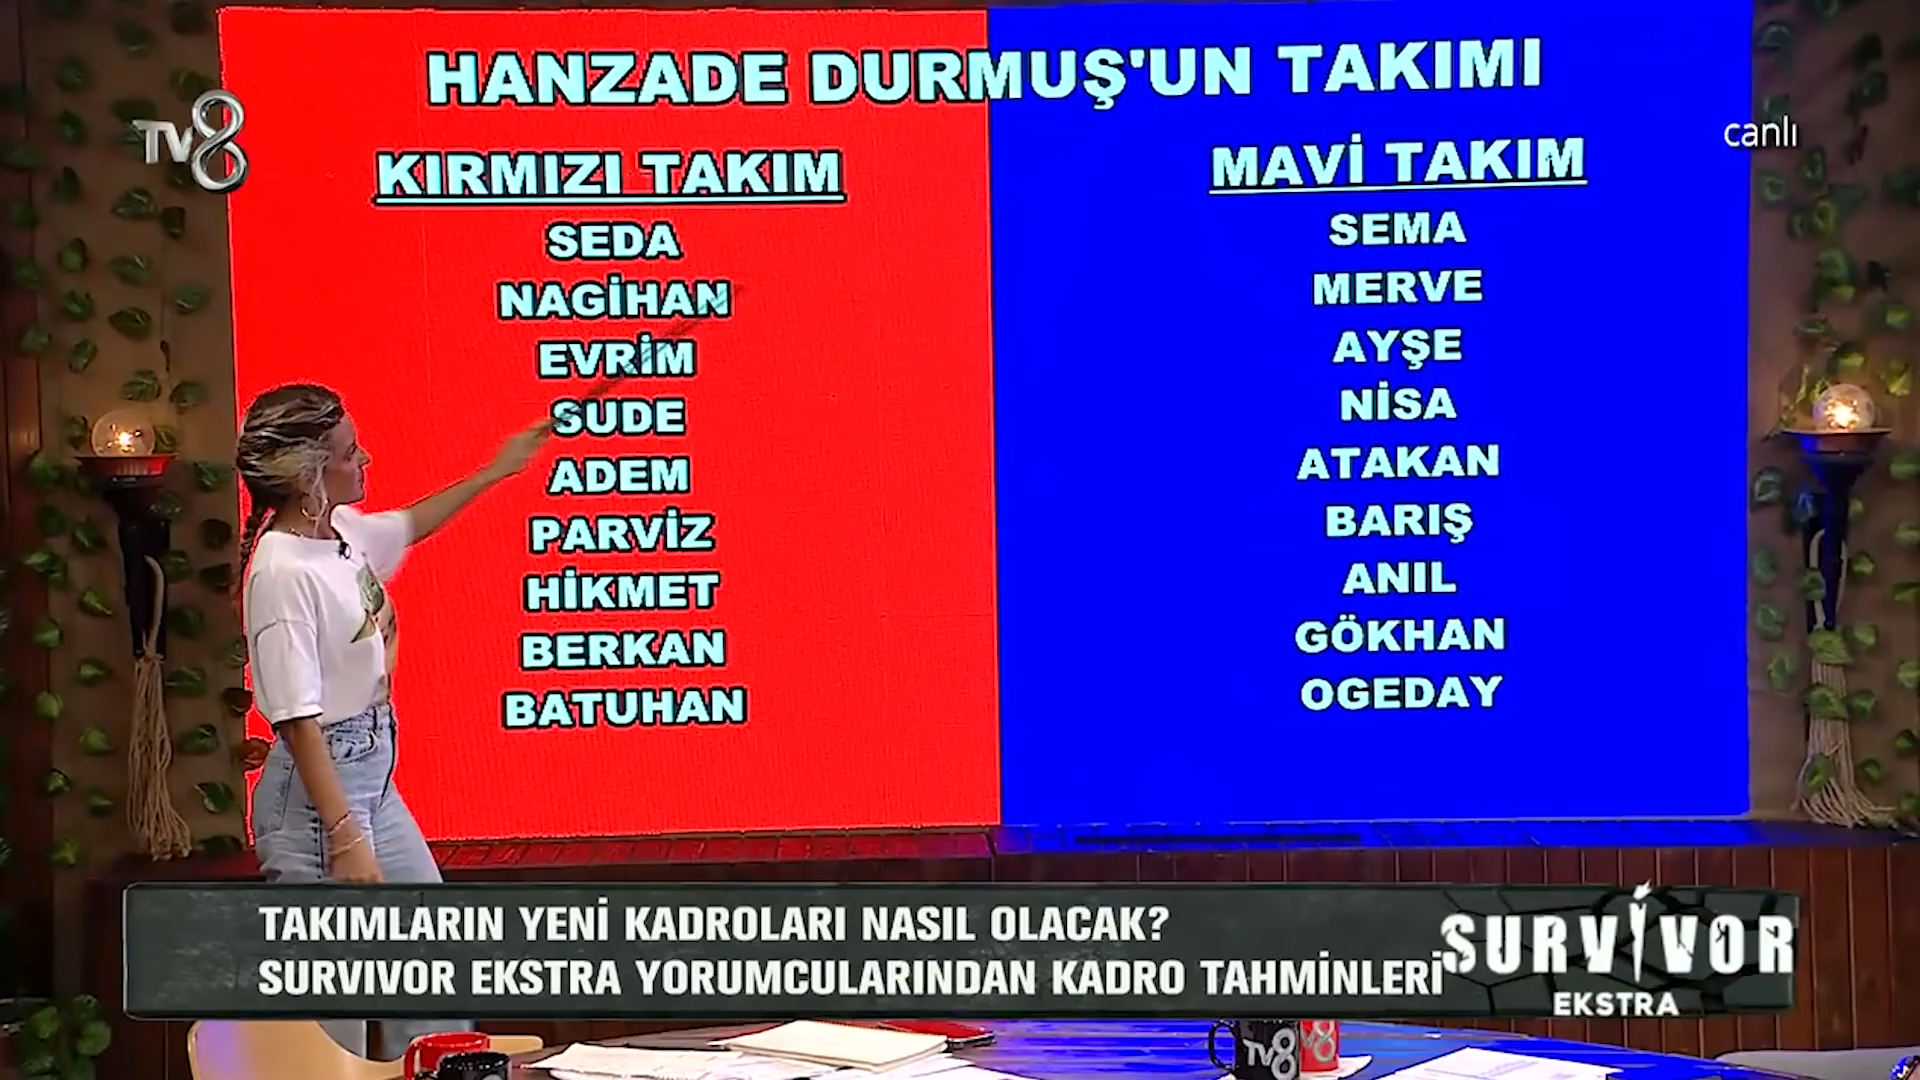 HANZADE DURMUŞ'UN TAKIMI
TV8
canlı
KIRMIZI TAKIM
SEDA
NAGİHAN
EVRİM
SUDE
ADEM
PARVİZ
HİKMET
BERKAN
BATUHAN
MAVİ TAKIM
SEMA
MERVE
AYŞE
NİSA
ATAKAN
BARIŞ
ANIL
GÖKHAN
OGEDAY
TAKIMLARIN YENİ KADROLARI NASIL OLACAK?
SURVIVOR EKSTRA YORUMCULARINDAN KADRO TAHMİNLERİ
SURVIVOR
EKSTRA
TV8
V8